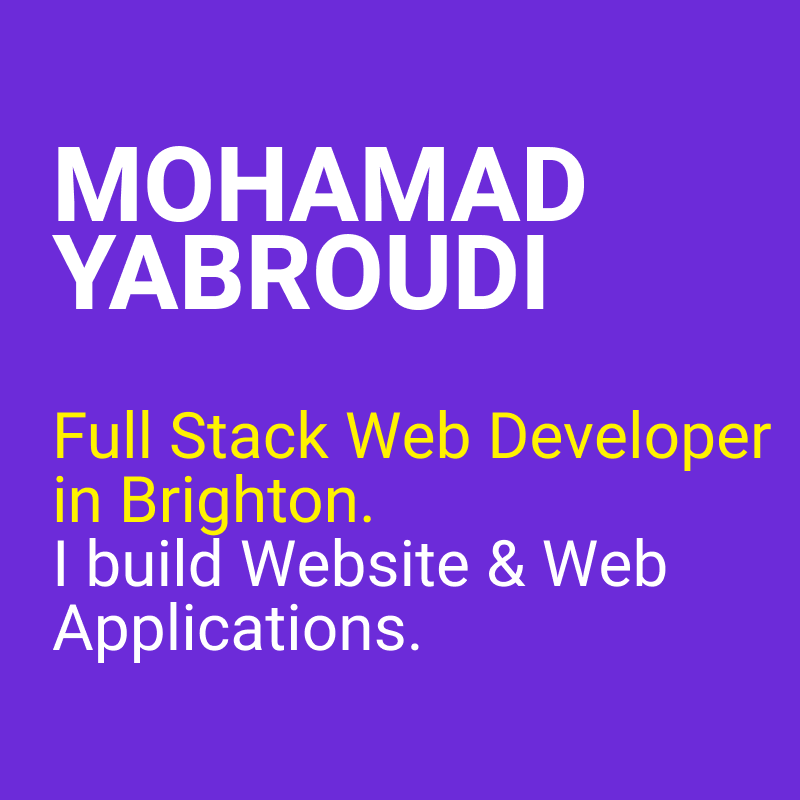 MOHAMAD
YABROUDI
Full Stack Web Developer
in Brighton.
I build Website & Web
Applications.